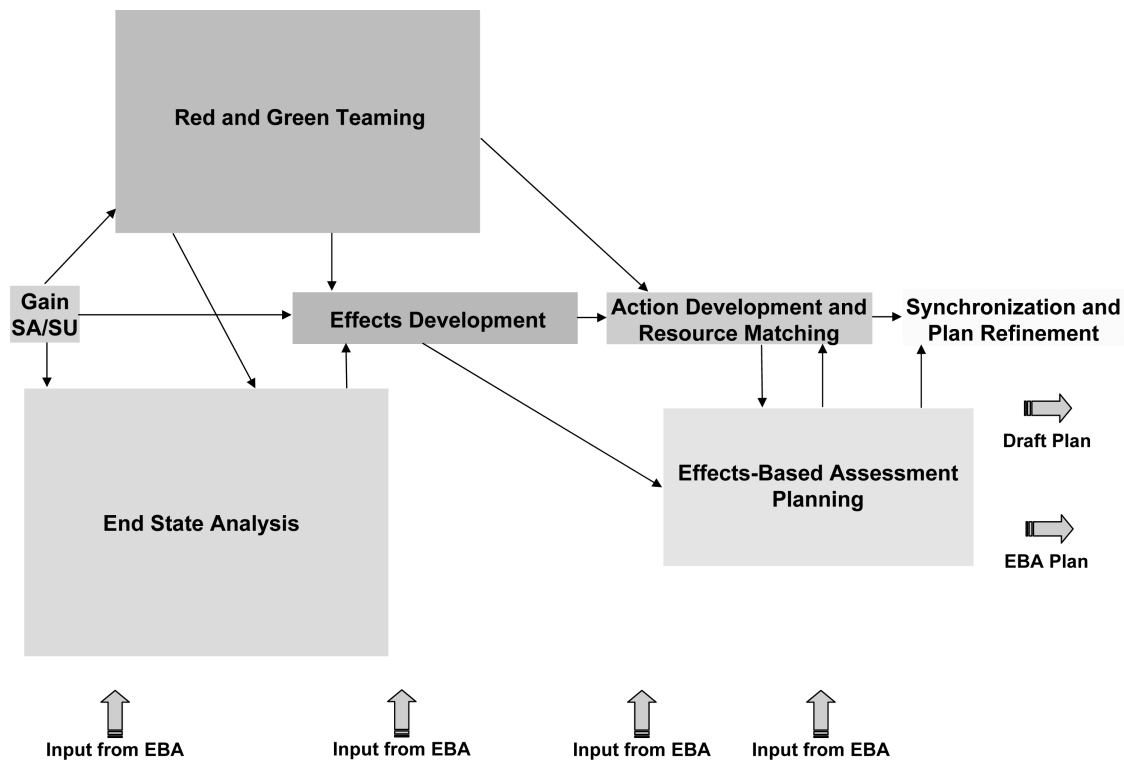 Red and Green Teaming
Gain
SA/SU
Effects Development
Action Development and
Resource Matching
Synchronization and
Plan Refinement
End State Analysis
Effects-Based Assessment
Planning
Draft Plan
EBA Plan
Input from EBA
Input from EBA
Input from EBA
Input from EBA